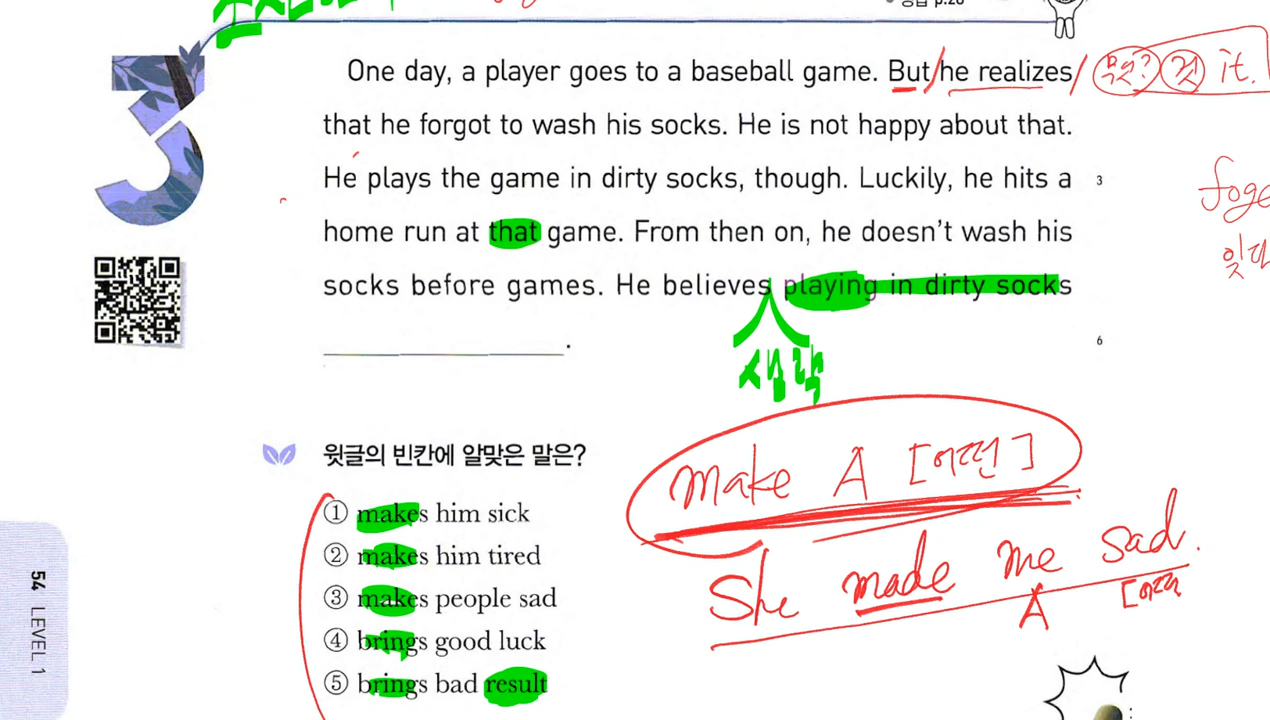 One day, a player goes to a baseball game. But he realizes
무엇? 것 it.
that he forgot to wash his socks. He is not happy about that.
He plays the game in dirty socks, though. Luckily, he hits a
3
home run at that game. From then on, he doesn't wash his
socks before games. He believes playing in dirty socks
.
6
생략
윗글의 빈칸에 알맞은 말은?
make A [어떤]
① makes him sick
② makes him tired
③ makes people sad
④ brings good luck
⑤ brings bad result
She made me sad.
A [어떤
54 LEVEL 1
3